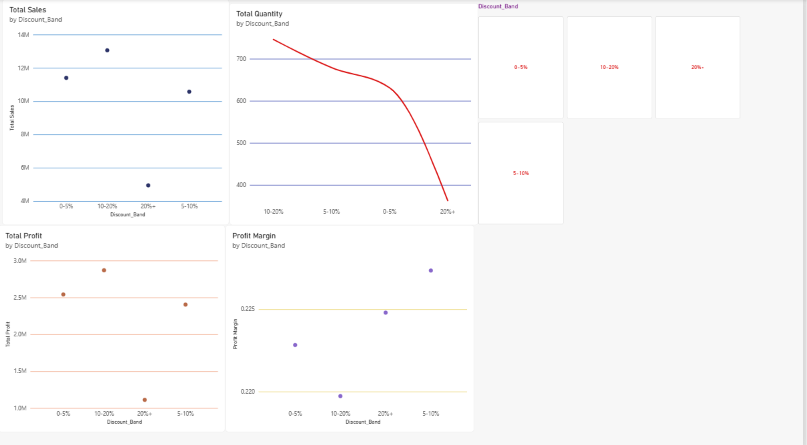 Total Sales
by Discount_Band
14M
12M
10M
8M
6M
4M
Total Sales
0-5% 10-20% 20%+ 5-10%
Discount_Band
Total Quantity
by Discount_Band
700
600
500
400
10-20% 5-10% 0-5% 20%+
Discount_Band
0-5% 10-20% 20%+
5-10%
Total Profit
by Discount_Band
3.0M
2.5M
2.0M
1.5M
1.0M
Total Profit
0-5% 10-20% 20%+ 5-10%
Discount_Band
Profit Margin
by Discount_Band
0.225
0.220
Profit Margin
0-5% 10-20% 20%+ 5-10%
Discount_Band